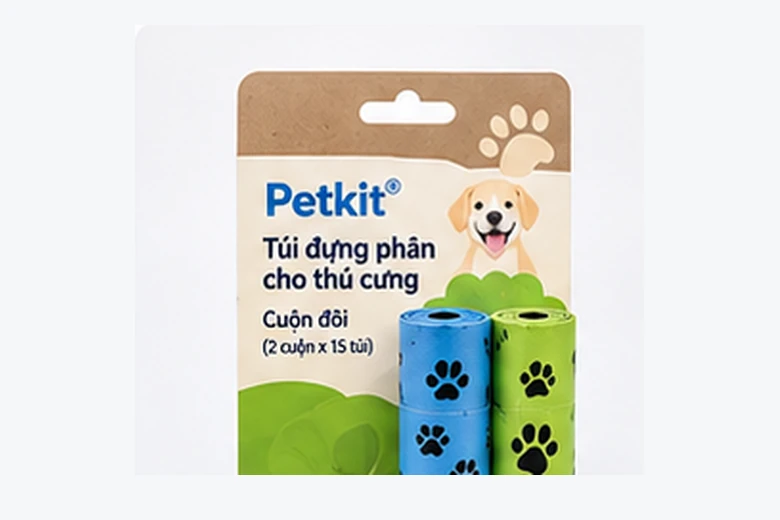 Petkit®
Túi đựng phân
cho thú cưng
Cuộn đôi
(2 cuộn x 15 túi)